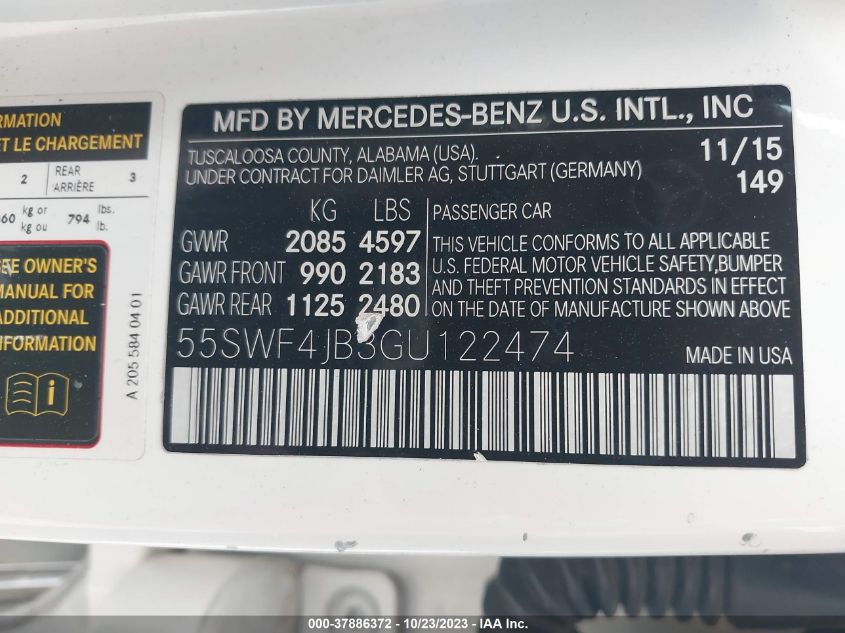 RMATION
ET LE CHARGEMENT
2 REAR ARRIÈRE 3
60 kg or kg ou 794 lbs. lb.
SEE OWNER'S
MANUAL FOR
ADDITIONAL
INFORMATION
A 205 584 04 01
MFD BY MERCEDES-BENZ U.S. INTL., INC
TUSCALOOSA COUNTY, ALABAMA (USA). 11/15
UNDER CONTRACT FOR DAIMLER AG, STUTTGART (GERMANY) 149
KG LBS
GVWR 2085 4597
GAWR FRONT 990 2183
GAWR REAR 1125 2480
PASSENGER CAR
THIS VEHICLE CONFORMS TO ALL APPLICABLE
U.S. FEDERAL MOTOR VEHICLE SAFETY,BUMPER
AND THEFT PREVENTION STANDARDS IN EFFECT
ON THE DATE OF MANUFACTURE SHOWN ABOVE
55SWF4JB3GU122474
MADE IN USA
000-37886372 - 10/23/2023 - IAA Inc.